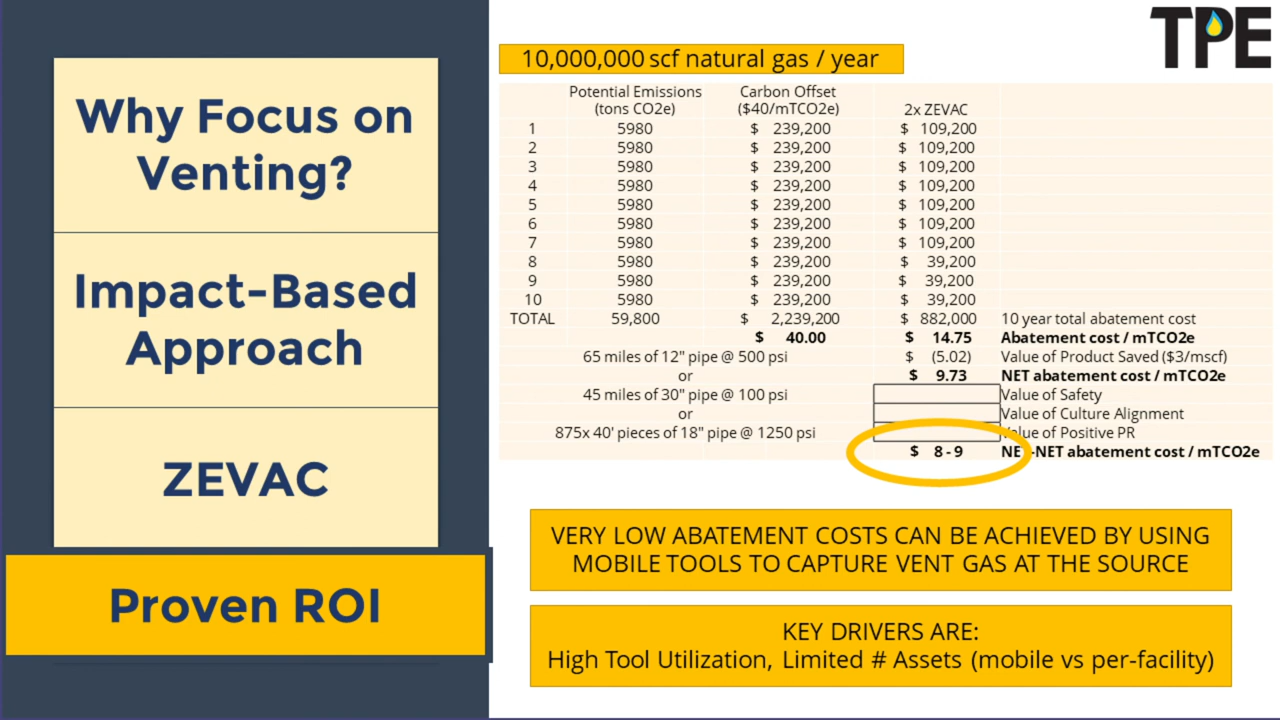 TPE
Why Focus on
Venting?
Impact-Based
Approach
ZEVAC
Proven ROI
10,000,000 scf natural gas / year
Potential Emissions Carbon Offset
(tons CO2e) ($40/mTCO2e) 2x ZEVAC
1 5980 $ 239,200 $ 109,200
2 5980 $ 239,200 $ 109,200
3 5980 $ 239,200 $ 109,200
4 5980 $ 239,200 $ 109,200
5 5980 $ 239,200 $ 109,200
6 5980 $ 239,200 $ 109,200
7 5980 $ 239,200 $ 109,200
8 5980 $ 239,200 $ 39,200
9 5980 $ 239,200 $ 39,200
10 5980 $ 239,200 $ 39,200
TOTAL 59,800 $ 2,239,200 $ 882,000 10 year total abatement cost
$ 40.00 $ 14.75 Abatement cost / mTCO2e
65 miles of 12" pipe @ 500 psi $ (5.02) Value of Product Saved ($3/mscf)
or $ 9.73 NET abatement cost / mTCO2e
45 miles of 30" pipe @ 100 psi Value of Safety
or Value of Culture Alignment
875x 40' pieces of 18" pipe @ 1250 psi Value of Positive PR
$ 8 - 9 NET-NET abatement cost / mTCO2e
VERY LOW ABATEMENT COSTS CAN BE ACHIEVED BY USING
MOBILE TOOLS TO CAPTURE VENT GAS AT THE SOURCE
KEY DRIVERS ARE:
High Tool Utilization, Limited # Assets (mobile vs per-facility)